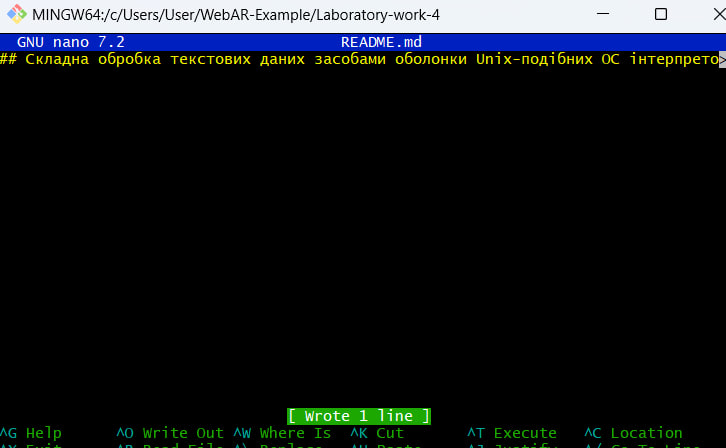 MINGW64:/c/Users/User/WebAR-Example/Laboratory-work-4
GNU nano 7.2 README.md
## Складна обробка текстових даних засобами оболонки Unix-подібних ОС інтерпрето>
[ Wrote 1 line ]
^G Help ^O Write Out ^W Where Is ^K Cut ^T Execute ^C Location